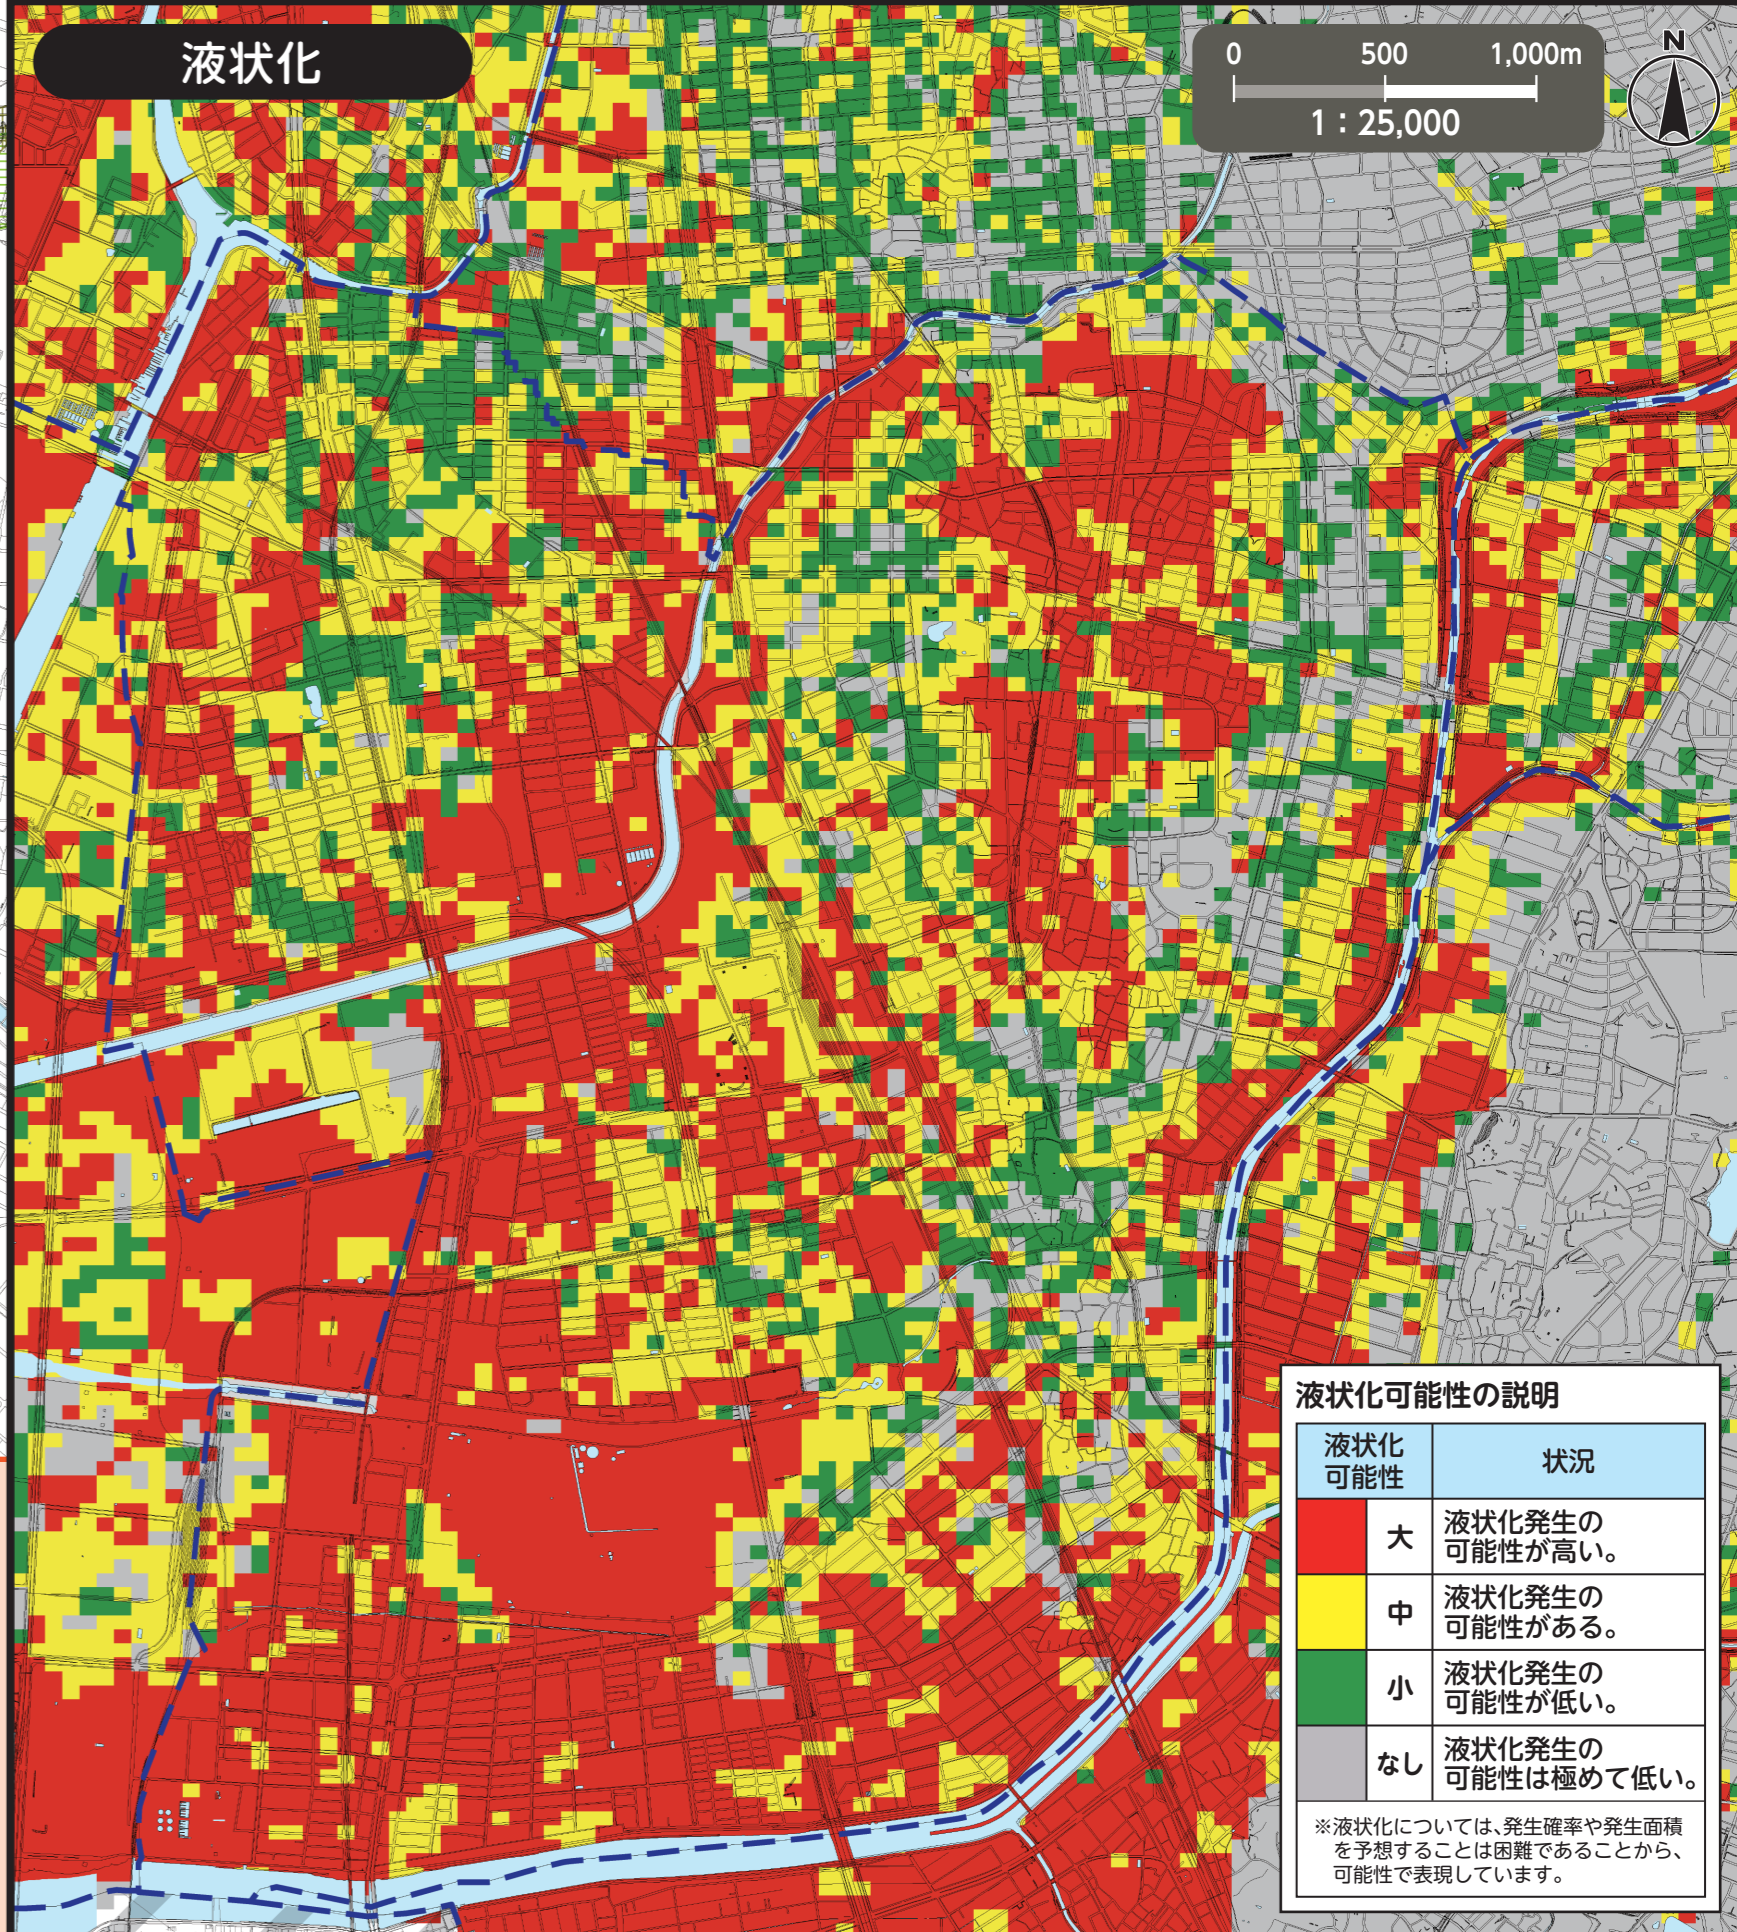 液状化
0 500 1,000m
1：25,000
N
液状化可能性の説明
液状化
可能性
状況
大
液状化発生の
可能性が高い。
中
液状化発生の
可能性がある。
小
液状化発生の
可能性が低い。
なし
液状化発生の
可能性は極めて低い。
※液状化については、発生確率や発生面積
を予想することは困難であることから、
可能性で表現しています。